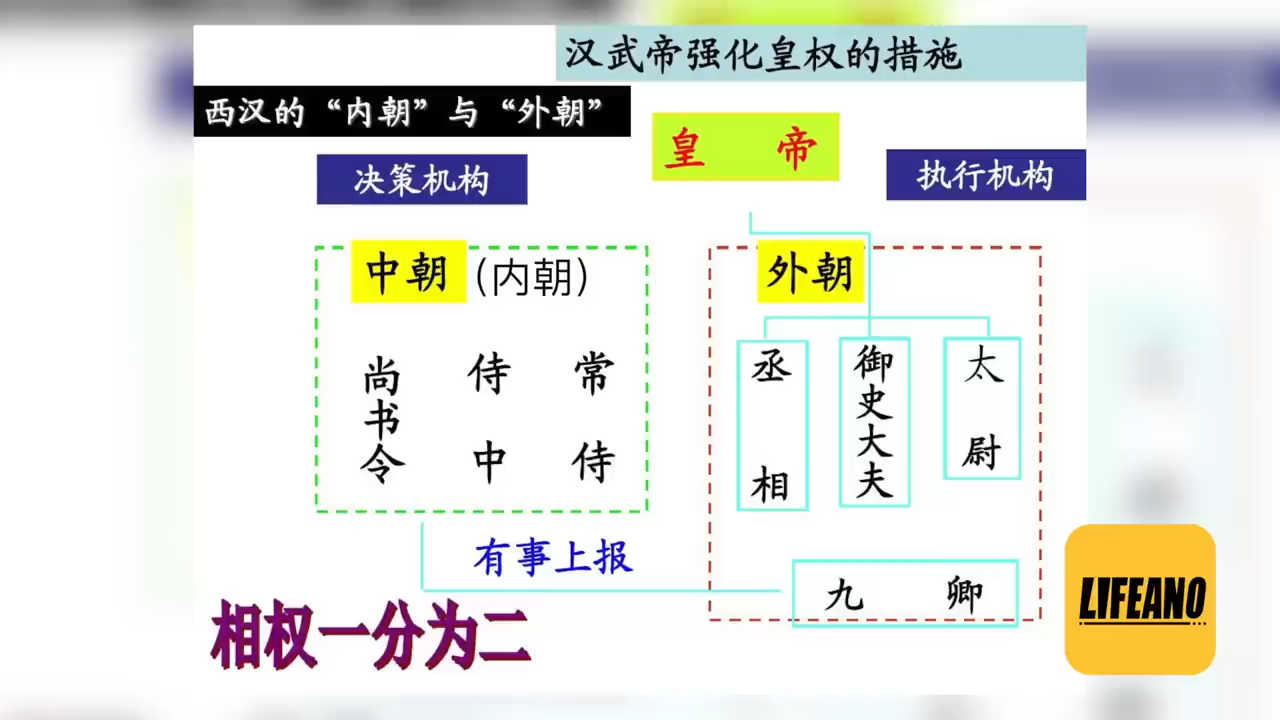 汉武帝强化皇权的措施
西汉的“内朝”与“外朝”
皇 帝
决策机构
执行机构
中朝（内朝）
外朝
尚书令
侍中
常侍
丞相
御史大夫
太尉
有事上报
九 卿
相权一分为二
LIFEANO